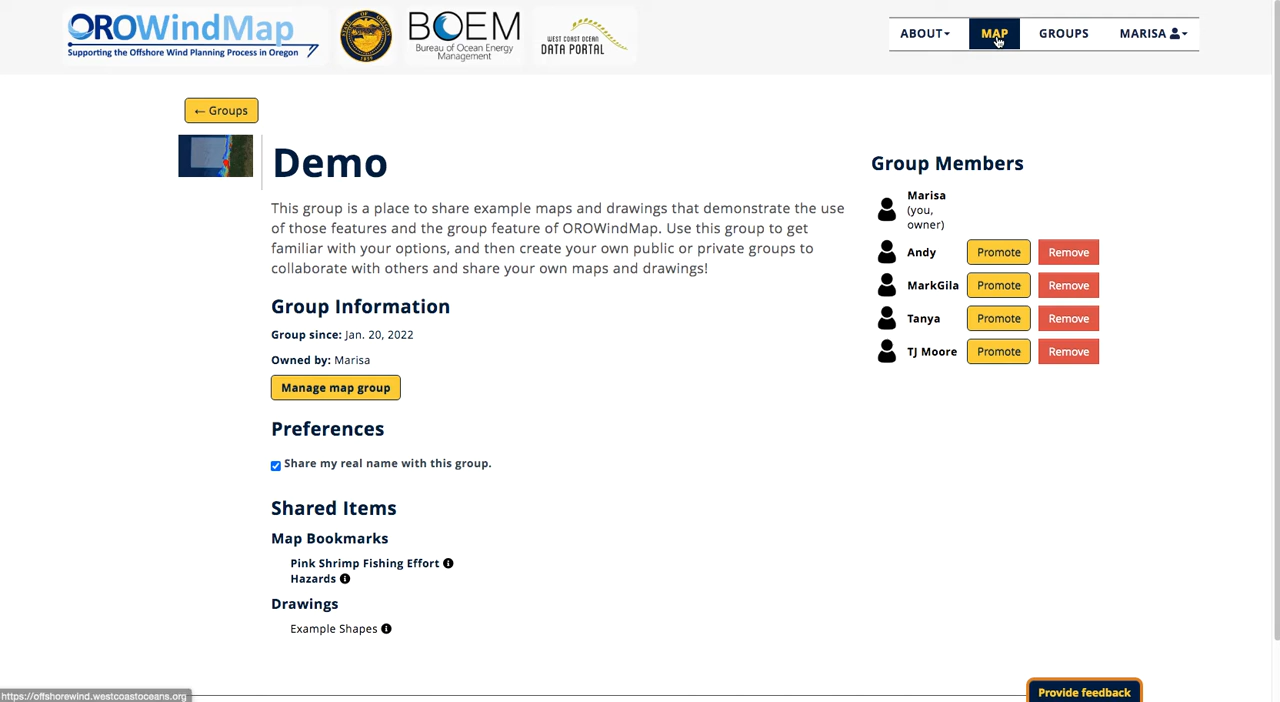 OROWindMap
Supporting the Offshore Wind Planning Process in Oregon
BOEM
Bureau of Ocean Energy
Management
WEST COAST OCEAN
DATA PORTAL
ABOUT
MAP
GROUPS
MARISA
← Groups
Demo
This group is a place to share example maps and drawings that demonstrate the use
of those features and the group feature of OROWindMap. Use this group to get
familiar with your options, and then create your own public or private groups to
collaborate with others and share your own maps and drawings!
Group Information
Group since: Jan. 20, 2022
Owned by: Marisa
Manage map group
Preferences
Share my real name with this group.
Shared Items
Map Bookmarks
Pink Shrimp Fishing Effort
Hazards
Drawings
Example Shapes
Group Members
Marisa
(you,
owner)
Andy Promote Remove
MarkGila Promote Remove
Tanya Promote Remove
TJ Moore Promote Remove
Provide feedback
https://offshorewind.westcoastoceans.org